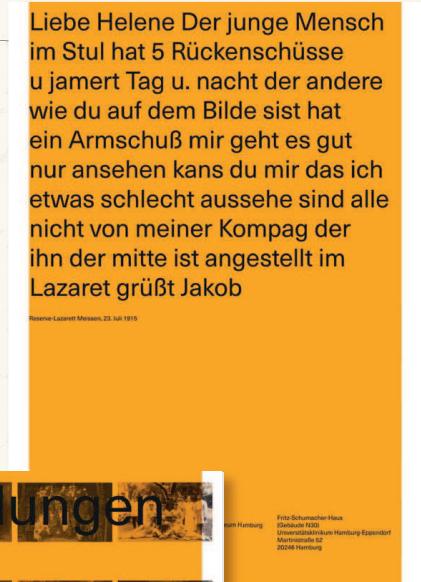 Liebe Helene Der junge Mensch
im Stul hat 5 Rückenschüsse
u jamert Tag u. nacht der andere
wie du auf dem Bilde sist hat
ein Armschuß mir geht es gut
nur ansehen kans du mir das ich
etwas schlecht aussehe sind alle
nicht von meiner Kompag der
ihn der mitte ist angestellt im
Lazaret grüßt Jakob
Reserve-Lazarett Meissen, 23. Juli 1915
lungen
Hamburg
Fritz-Schumacher-Haus
(Gebäude N30)
Universitätsklinikum Hamburg-Eppendorf
Martinistraße 52
20246 Hamburg